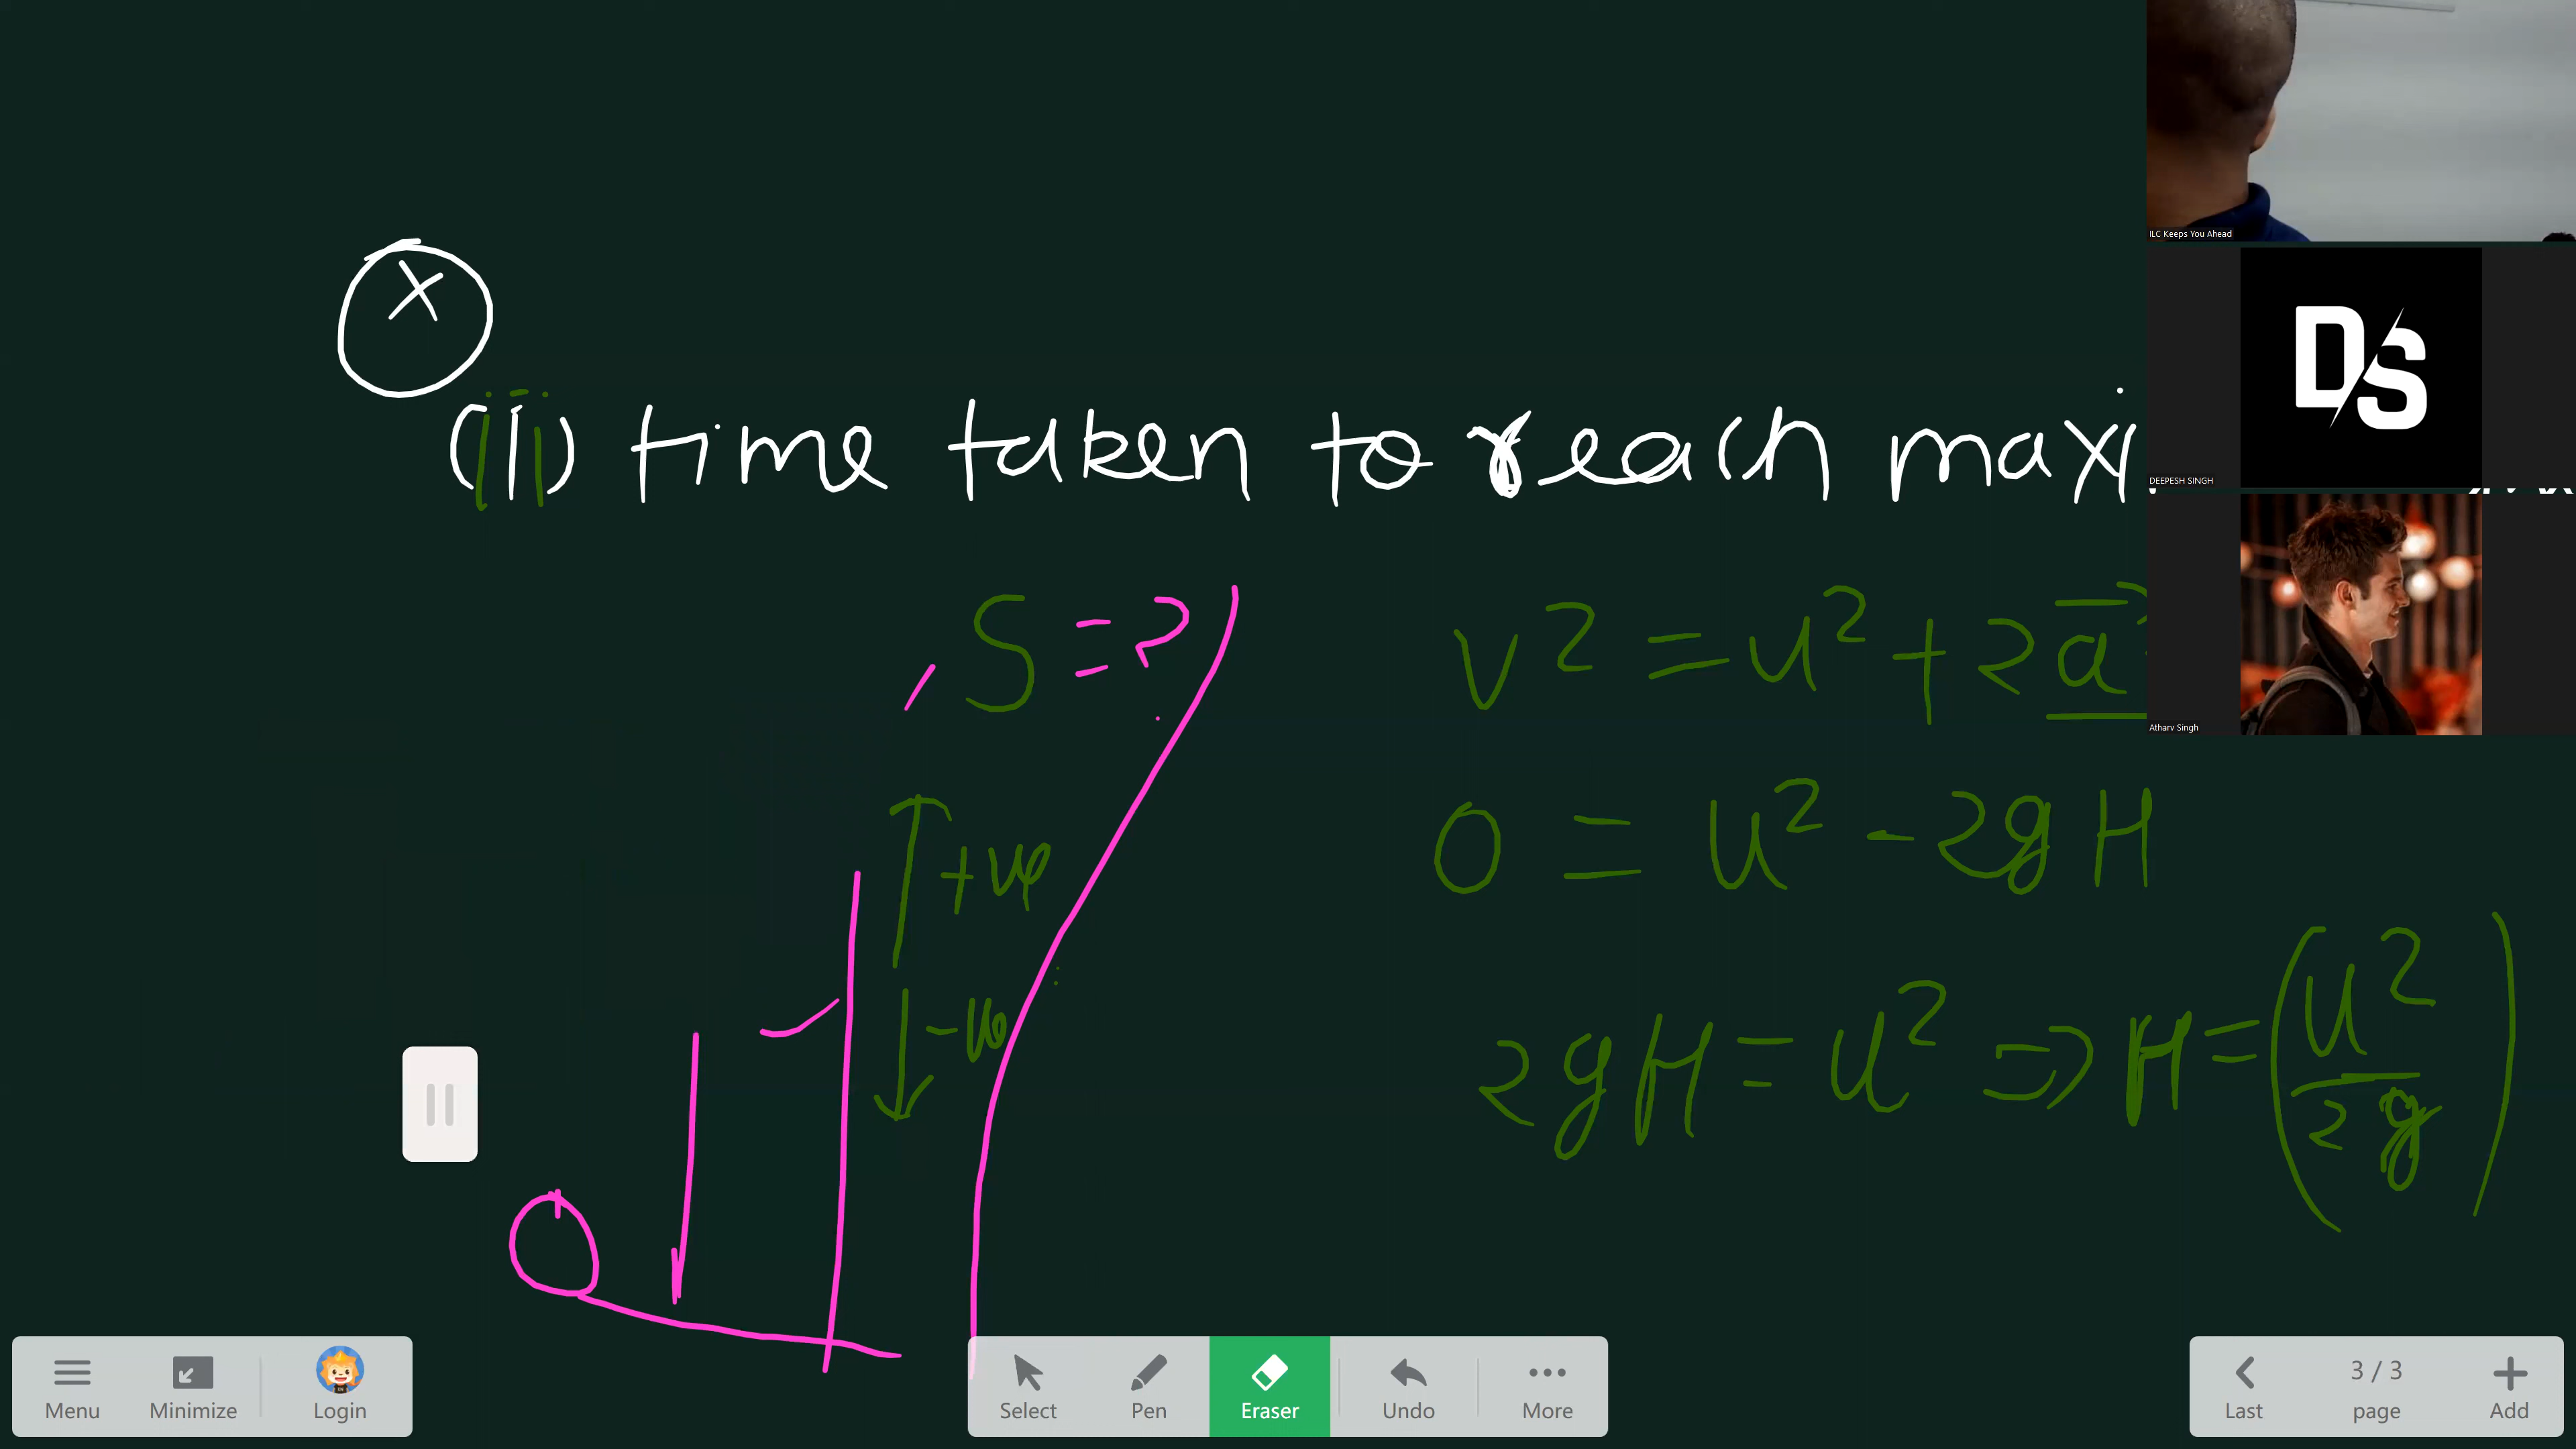 ILC Keeps You Ahead
X
(iii) time taken to reach maxi
DS
DEEPESH SINGH
, S = ?
v² = u² + 2a
Atharv Singh
+ve
0 = u² - 2gH
-ve
2gH = u² ⇒ H = (u²/2g)
Menu Minimize Login Select Pen Eraser Undo More Last 3 / 3 page Add